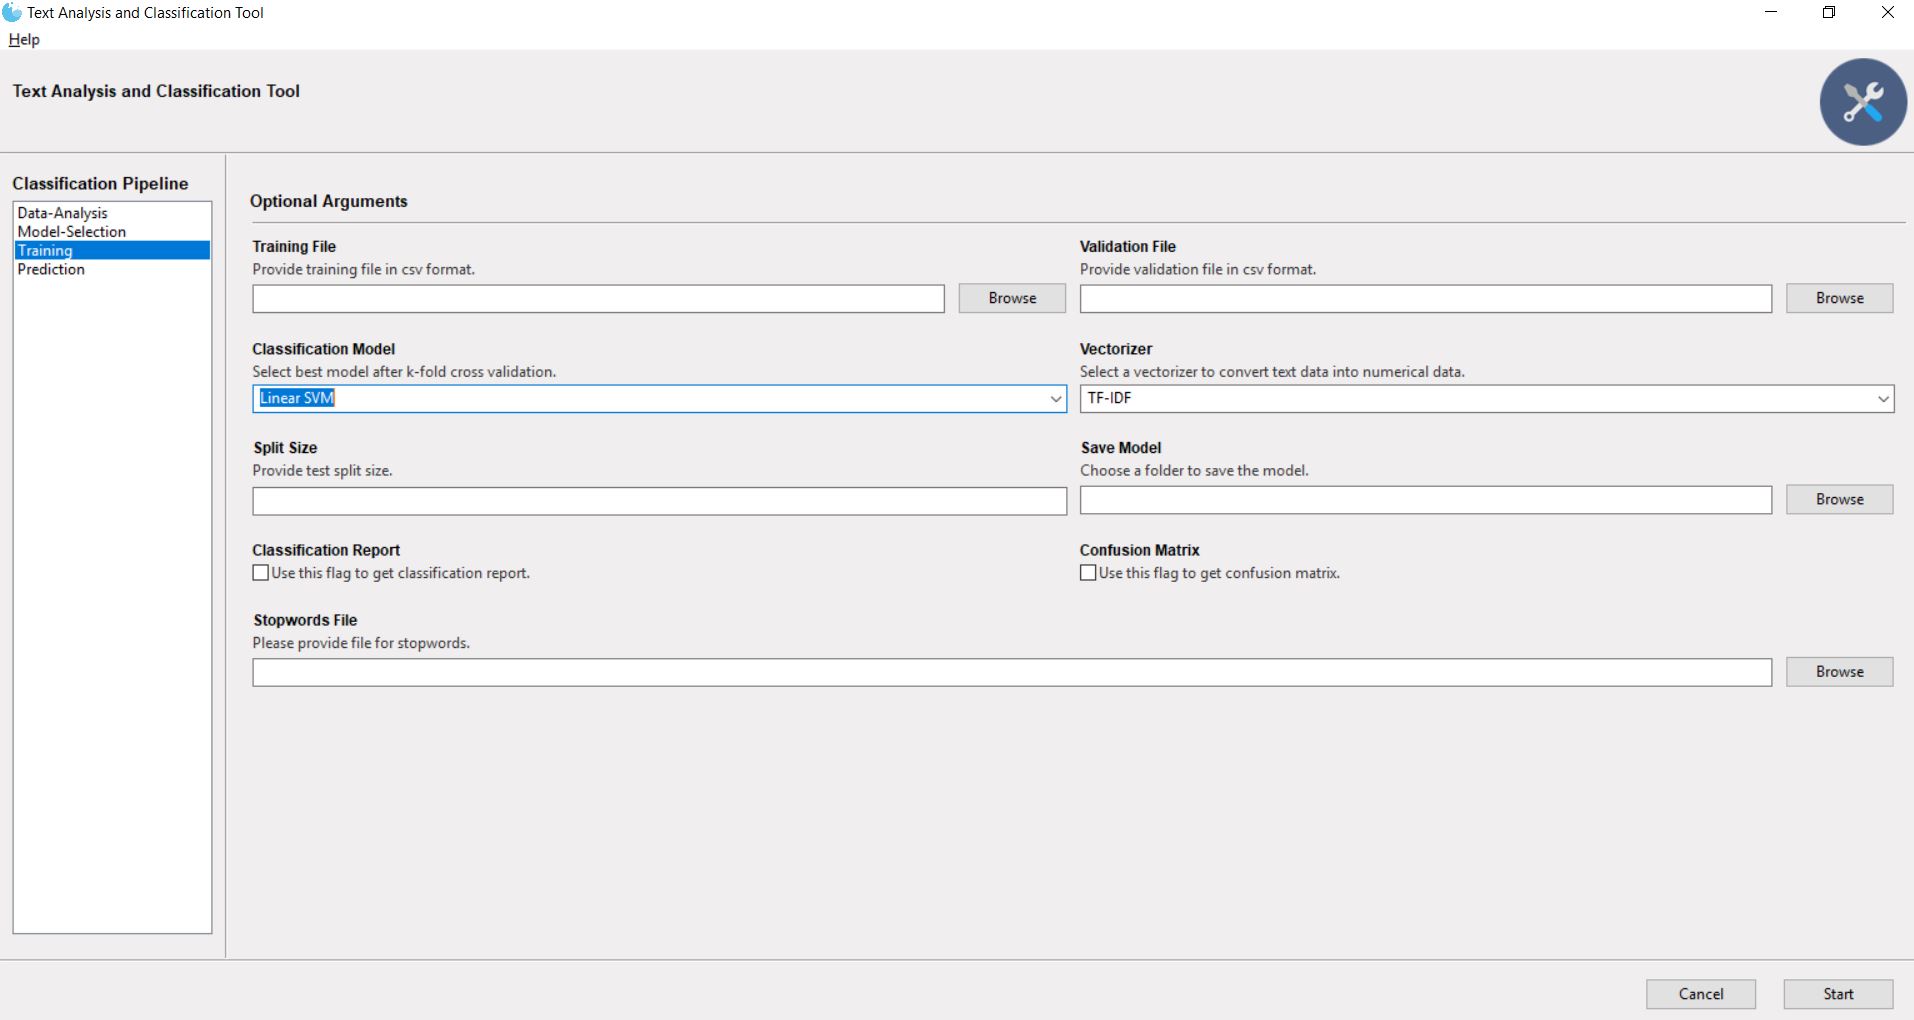 Text Analysis and Classification Tool
Help
Text Analysis and Classification Tool
Classification Pipeline
Data-Analysis
Model-Selection
Training
Prediction
Optional Arguments
Training File
Provide training file in csv format.
Browse
Validation File
Provide validation file in csv format.
Browse
Classification Model
Select best model after k-fold cross validation.
Linear SVM
Vectorizer
Select a vectorizer to convert text data into numerical data.
TF-IDF
Split Size
Provide test split size.
Save Model
Choose a folder to save the model.
Browse
Classification Report
Use this flag to get classification report.
Confusion Matrix
Use this flag to get confusion matrix.
Stopwords File
Please provide file for stopwords.
Browse
Cancel
Start